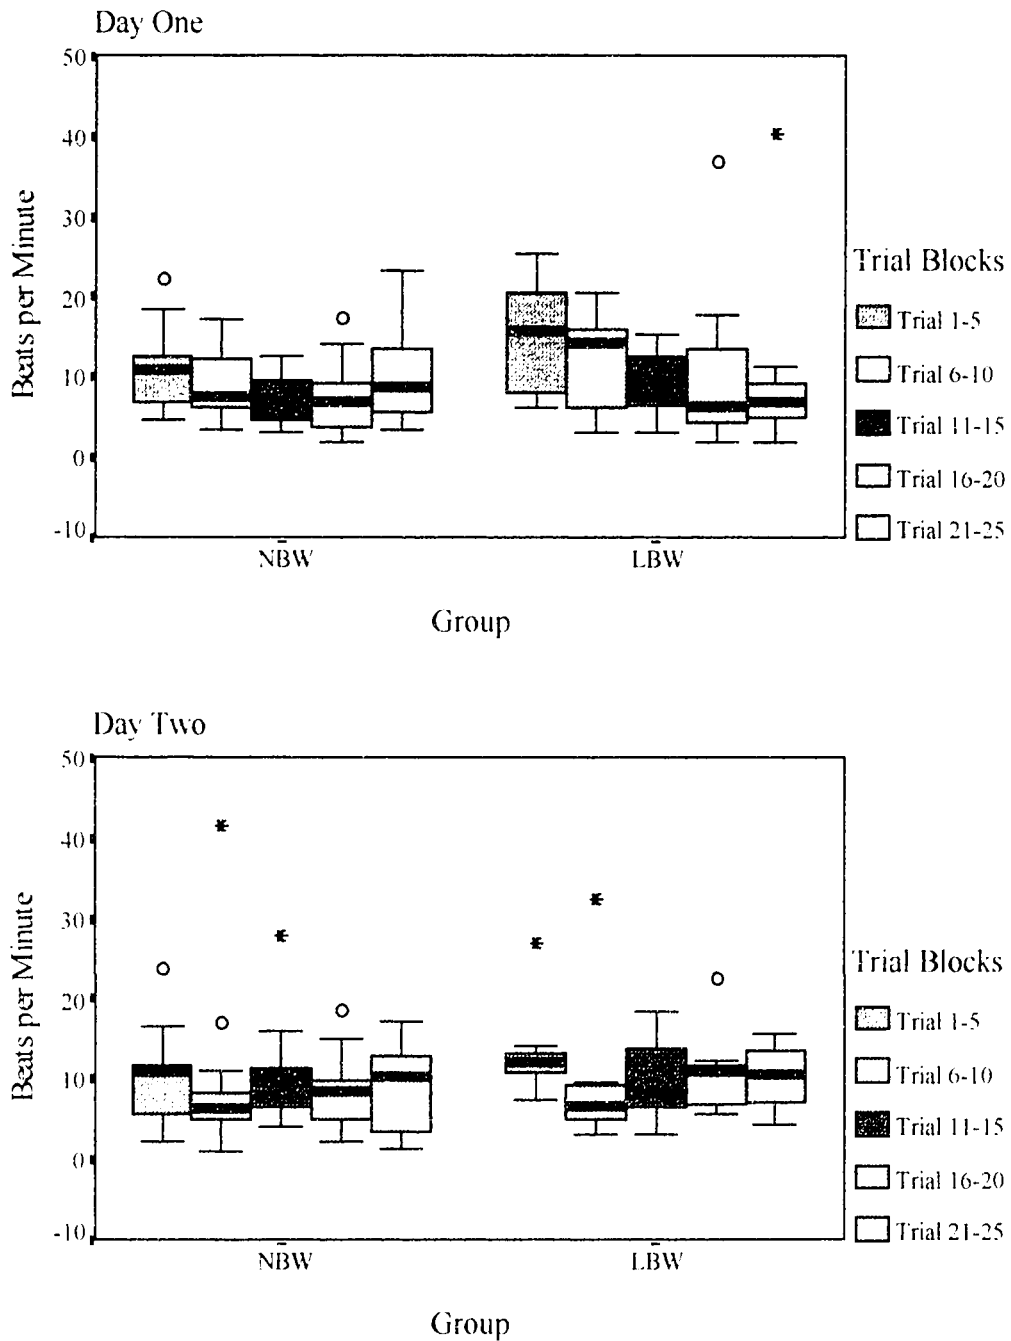 Day One
50
40
30
20
10
0
-10
Beats per Minute
NBW
LBW
Group
Trial Blocks
Trial 1-5
Trial 6-10
Trial 11-15
Trial 16-20
Trial 21-25
Day Two
50
40
30
20
10
0
-10
Beats per Minute
NBW
LBW
Group
Trial Blocks
Trial 1-5
Trial 6-10
Trial 11-15
Trial 16-20
Trial 21-25